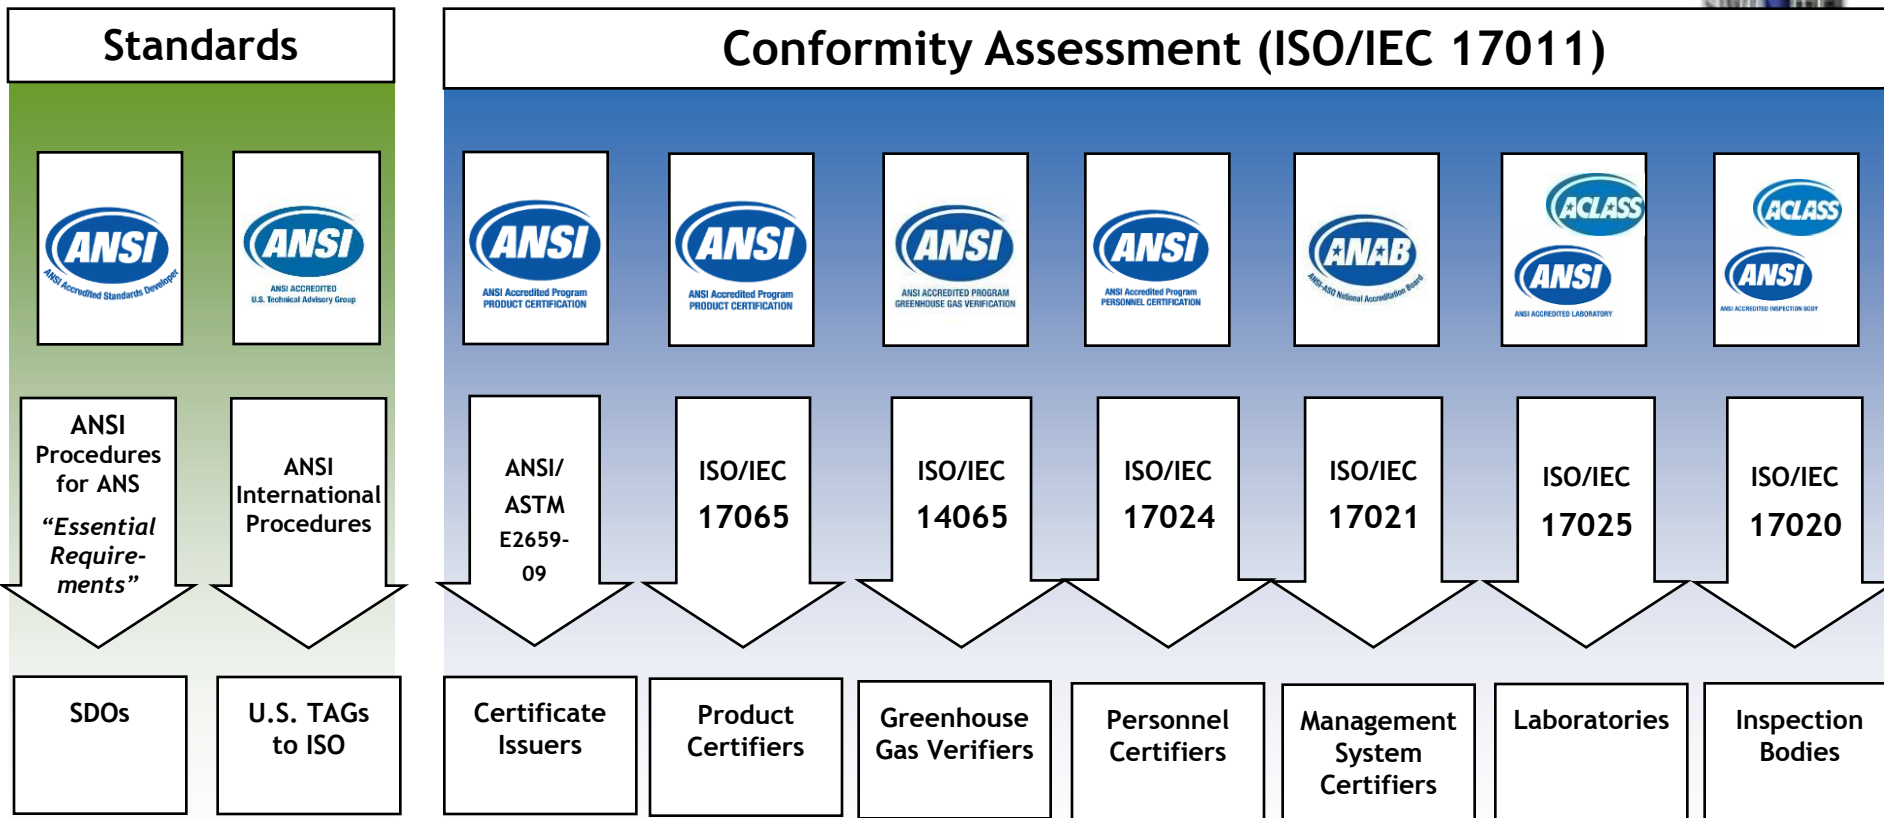 Standards
Conformity Assessment (ISO/IEC 17011)
ANSI
ANSI Accredited Standards Developer
ANSI
ANSI ACCREDITED
U.S. Technical Advisory Group
ANSI
ANSI Accredited Program
PRODUCT CERTIFICATION
ANSI
ANSI Accredited Program
PRODUCT CERTIFICATION
ANSI
ANSI ACCREDITED PROGRAM
GREENHOUSE GAS VERIFICATION
ANSI
ANSI Accredited Program
PERSONNEL CERTIFICATION
ANAB
ANSI-ASQ National Accreditation Board
ACLASS
ANSI
ANSI ACCREDITED LABORATORY
ACLASS
ANSI
ANSI ACCREDITED INSPECTION BODY
ANSI
Procedures
for ANS
“Essential
Require-
ments”
ANSI
International
Procedures
ANSI/
ASTM
E2659-
09
ISO/IEC
17065
ISO/IEC
14065
ISO/IEC
17024
ISO/IEC
17021
ISO/IEC
17025
ISO/IEC
17020
SDOs
U.S. TAGs
to ISO
Certificate
Issuers
Product
Certifiers
Greenhouse
Gas Verifiers
Personnel
Certifiers
Management
System
Certifiers
Laboratories
Inspection
Bodies